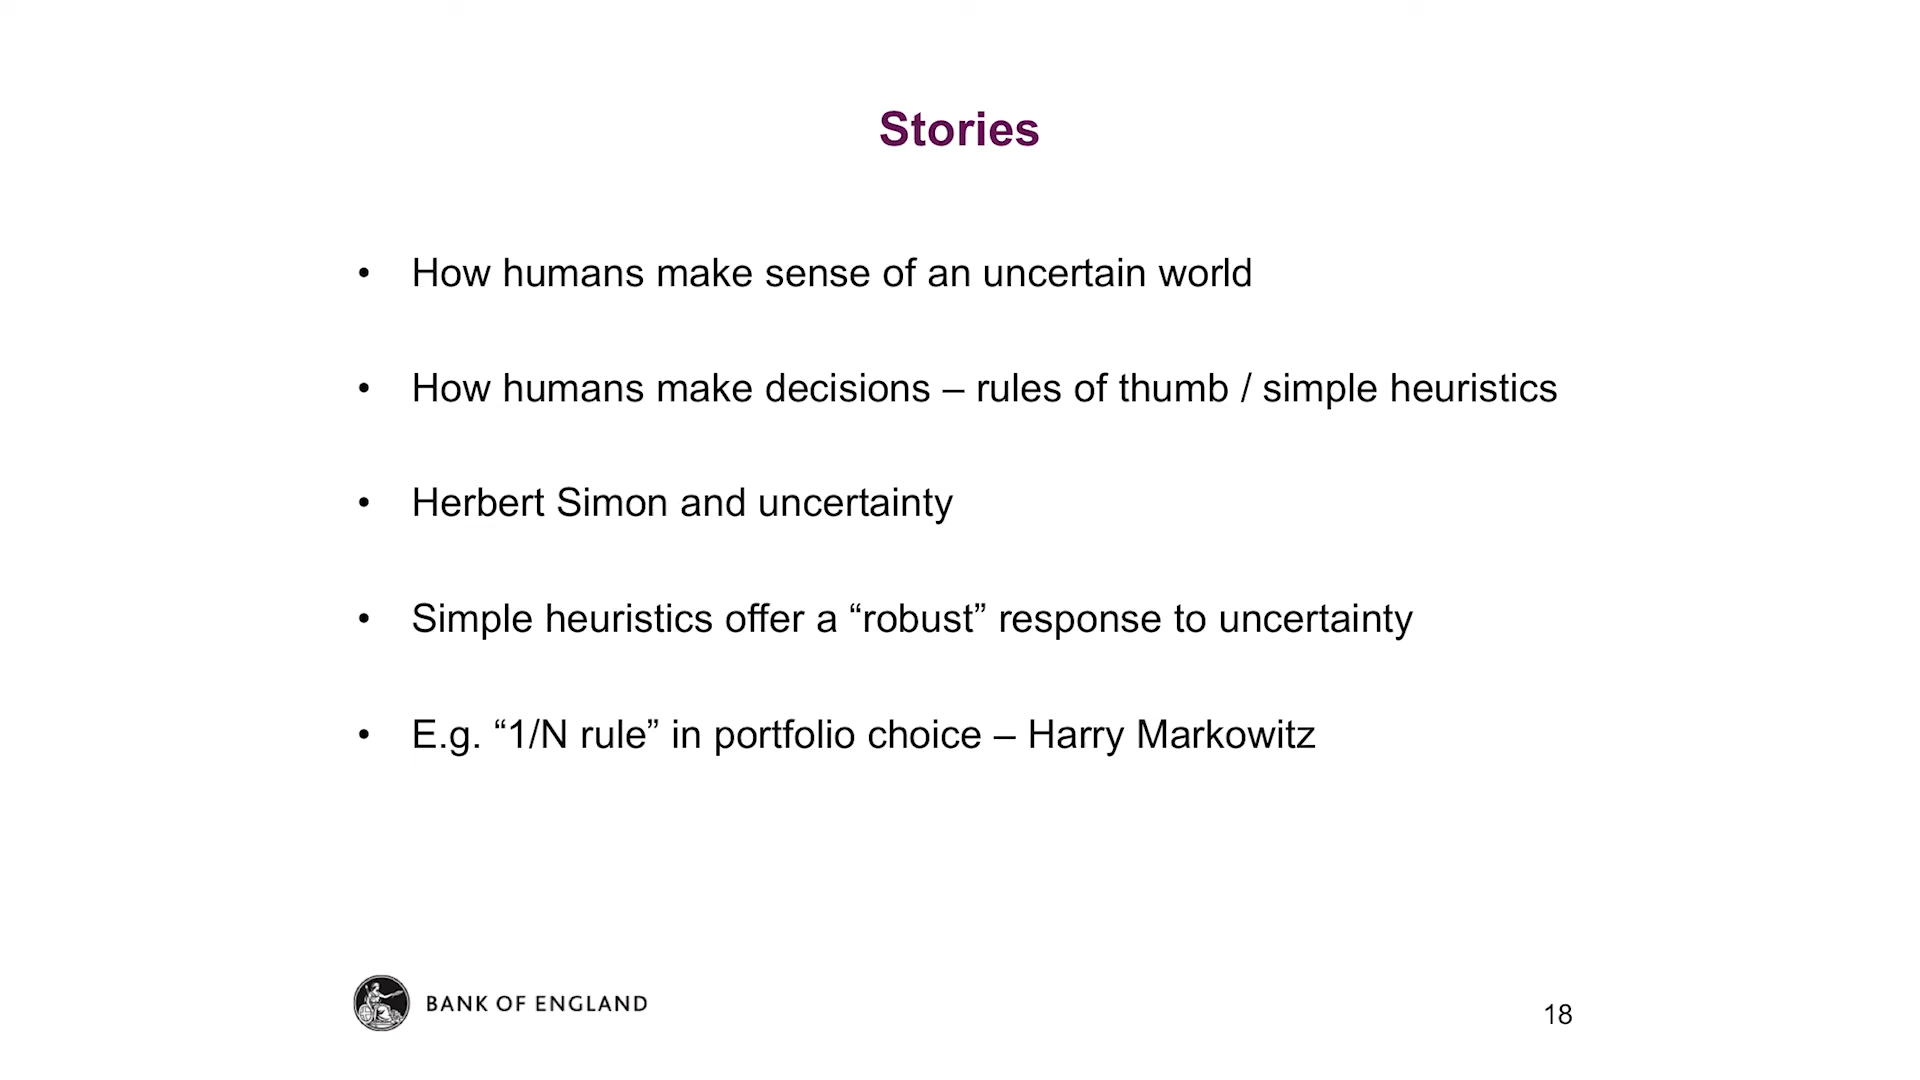 Stories
• How humans make sense of an uncertain world
• How humans make decisions – rules of thumb / simple heuristics
• Herbert Simon and uncertainty
• Simple heuristics offer a “robust” response to uncertainty
• E.g. “1/N rule” in portfolio choice – Harry Markowitz
BANK OF ENGLAND
18